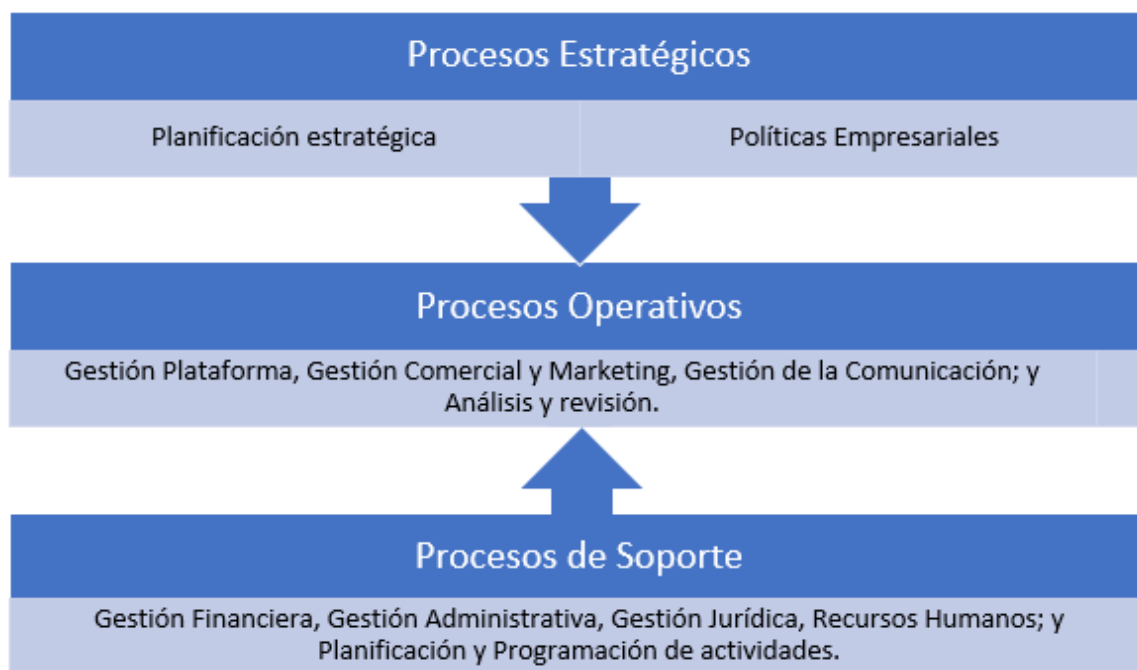 Procesos Estratégicos
Planificación estratégica
Políticas Empresariales
Procesos Operativos
Gestión Plataforma, Gestión Comercial y Marketing, Gestión de la Comunicación; y
Análisis y revisión.
Procesos de Soporte
Gestión Financiera, Gestión Administrativa, Gestión Jurídica, Recursos Humanos; y
Planificación y Programación de actividades.